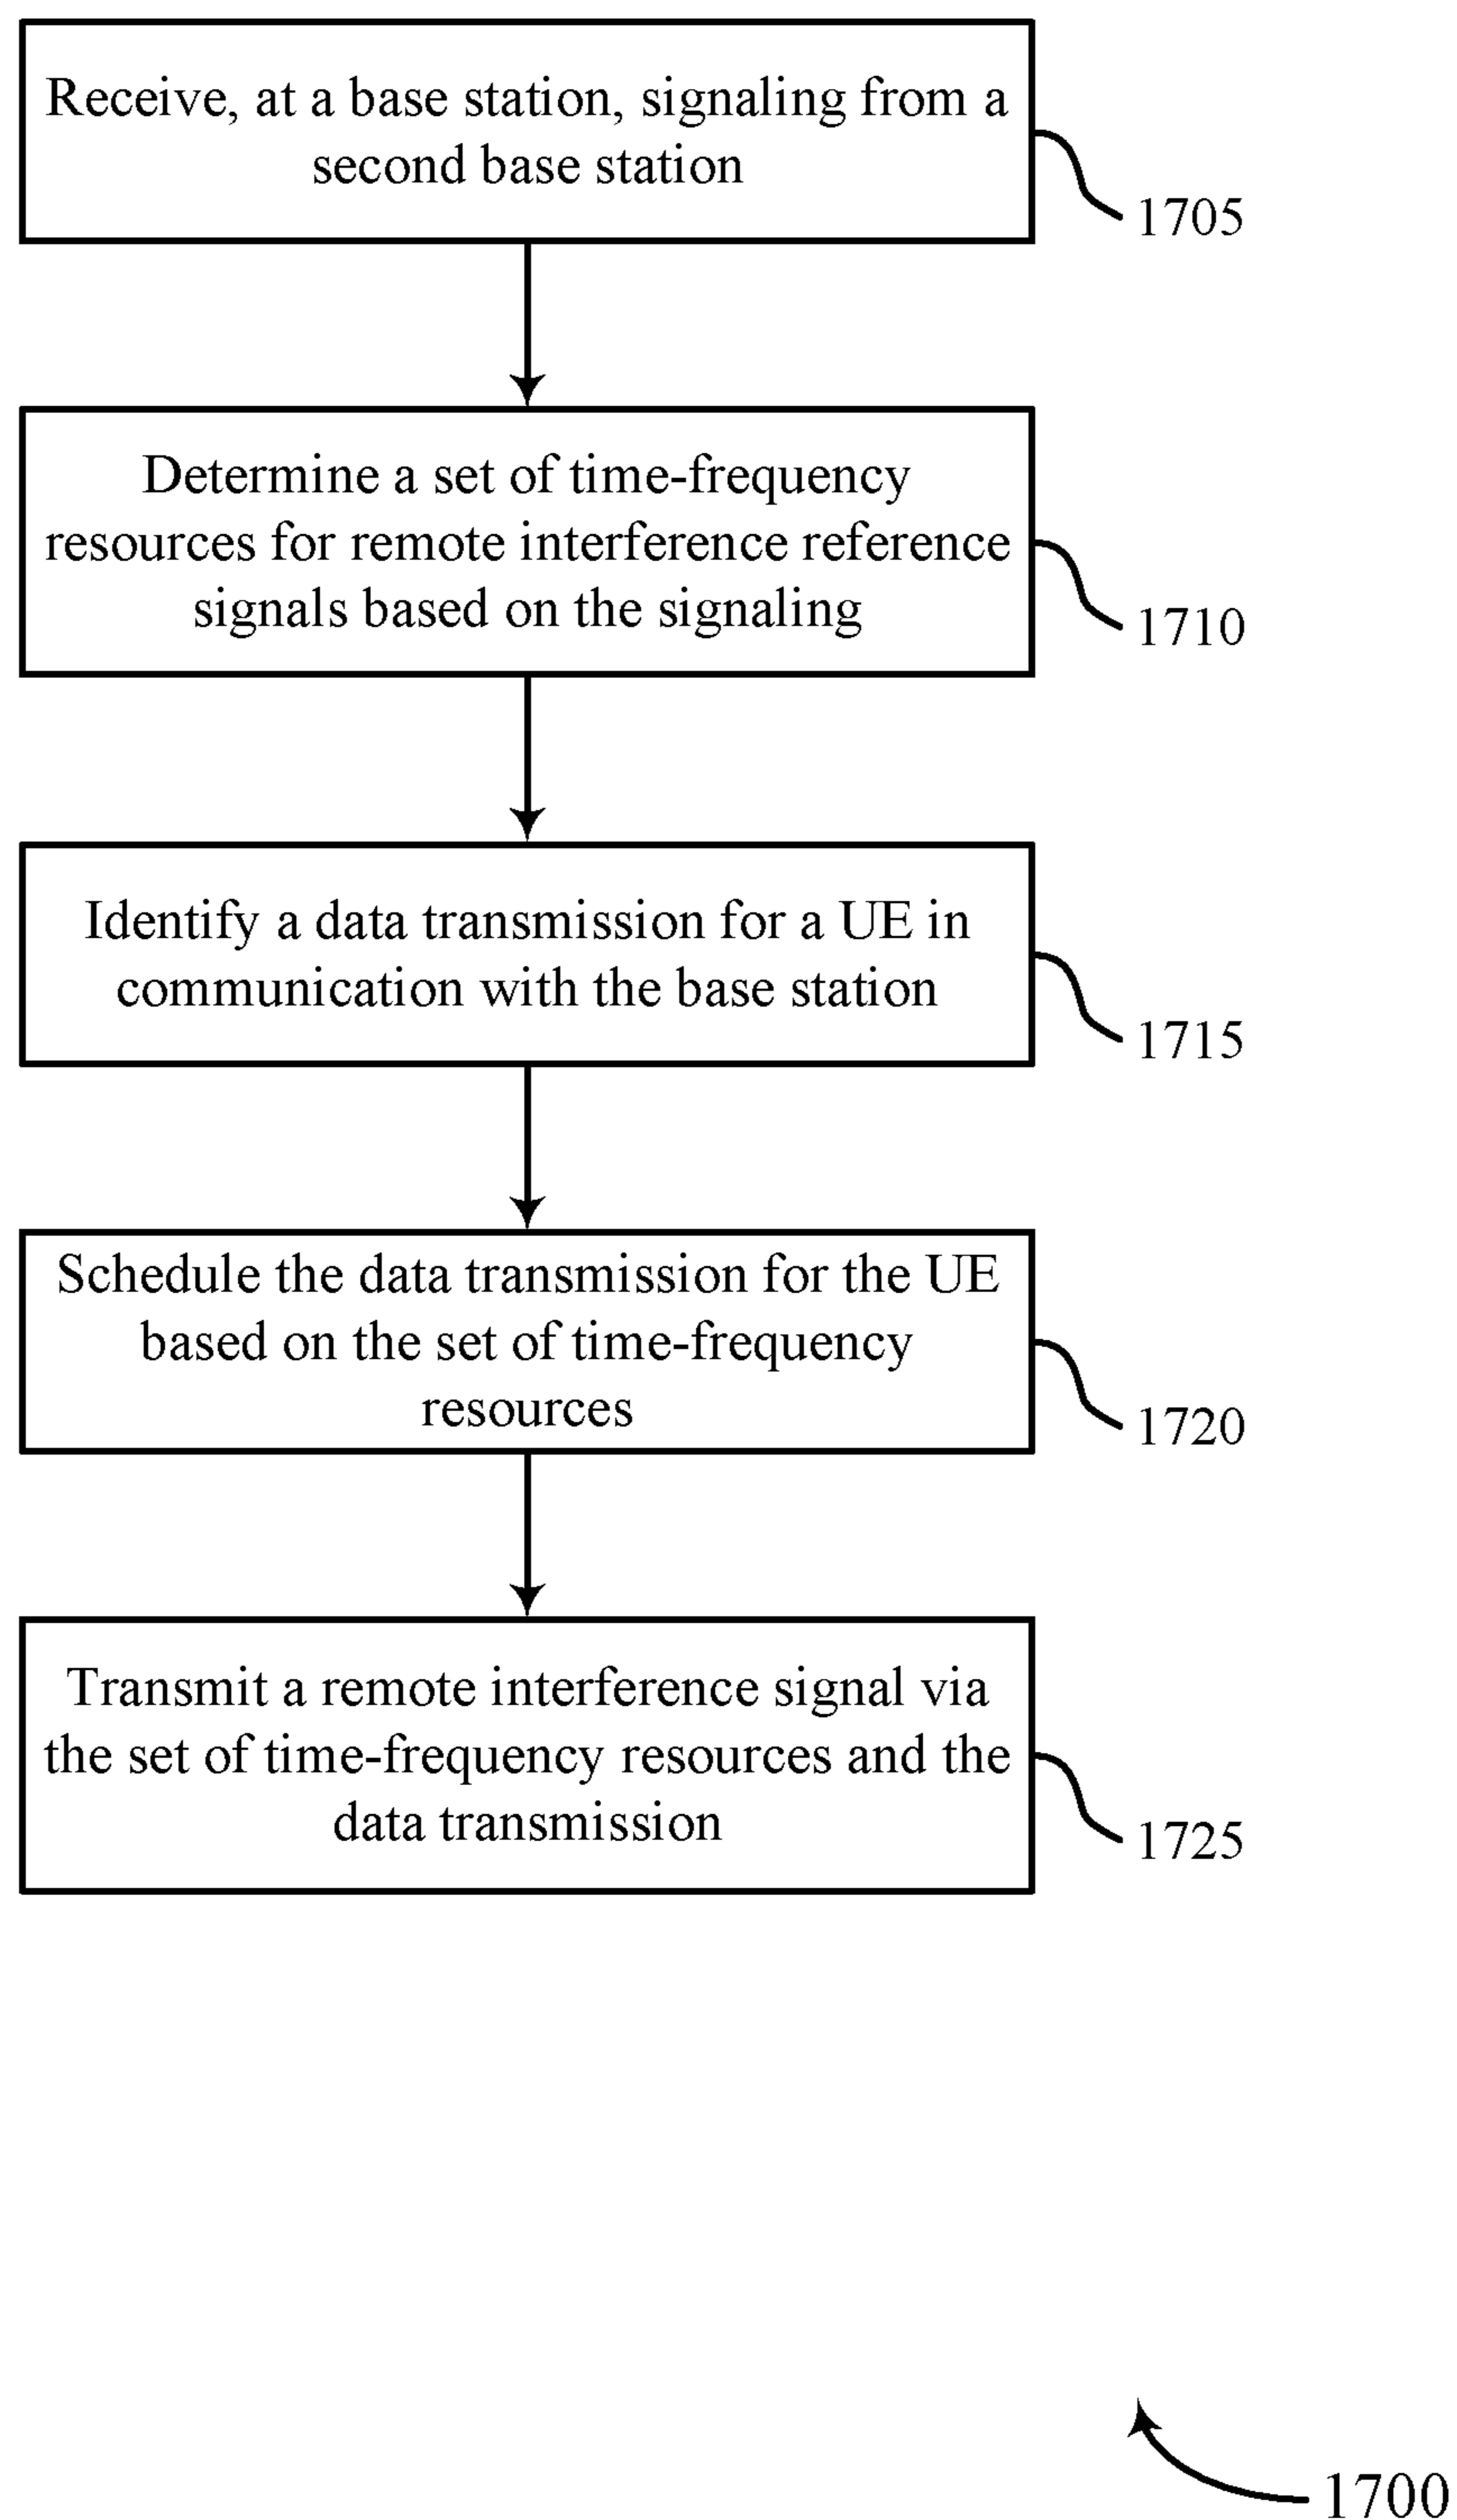 Receive, at a base station, signaling from a
second base station
1705
Determine a set of time-frequency
resources for remote interference reference
signals based on the signaling
1710
Identify a data transmission for a UE in
communication with the base station
1715
Schedule the data transmission for the UE
based on the set of time-frequency
resources
1720
Transmit a remote interference signal via
the set of time-frequency resources and the
data transmission
1725
1700